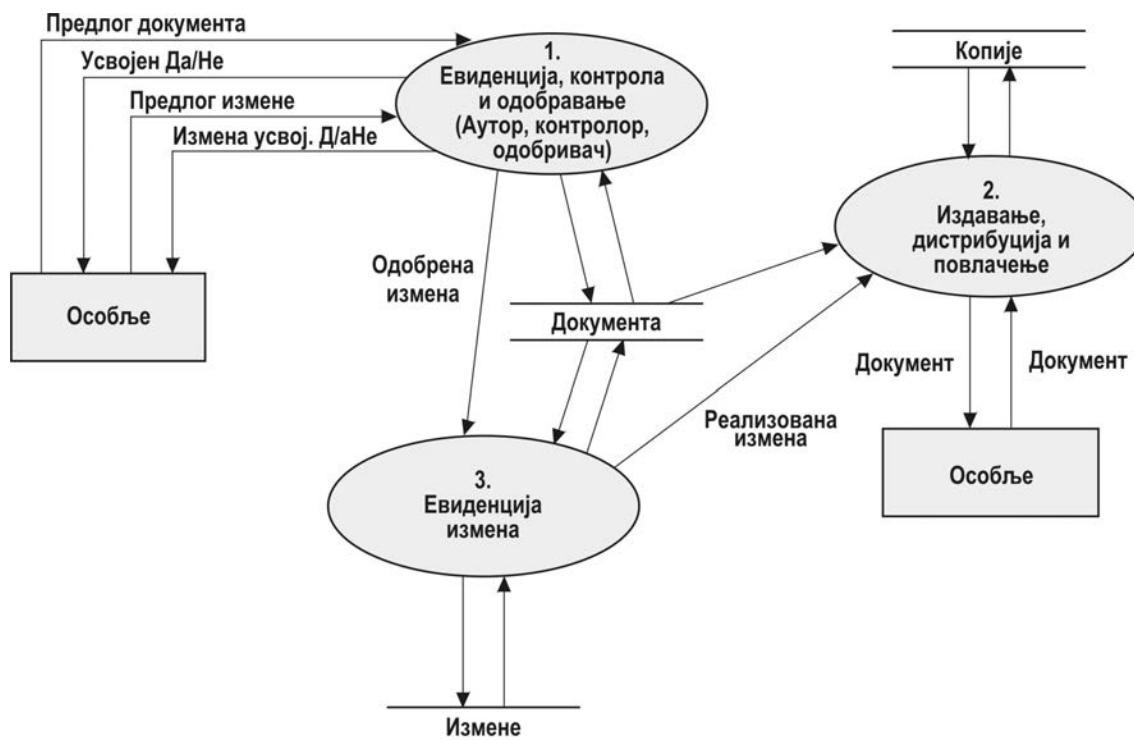 Предлог документа
Усвојен Да/Не
Предлог измене
Измена усвој. Д/аНе
1.
Евиденција, контрола
и одобравање
(Аутор, контролор,
одобривач)
Копије
2.
Издавање,
дистрибуција и
повлачење
Особље
Одобрена
измена
Документа
Документ
Документ
Реализована
измена
Особље
3.
Евиденција
измена
Измене